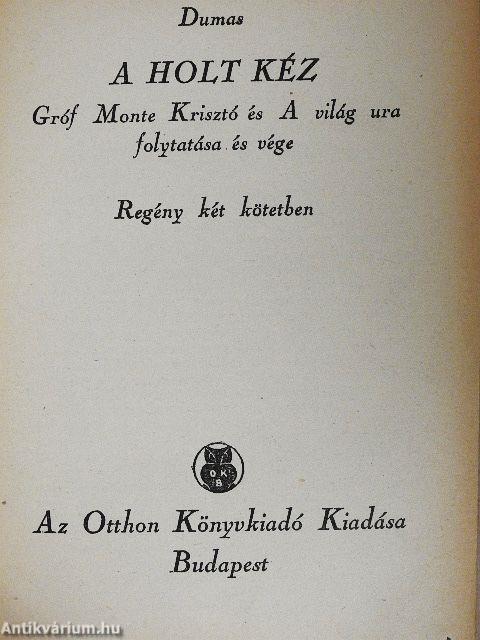 Dumas
A HOLT KÉZ
Gróf Monte Krisztó és A világ ura
folytatása és vége
Regény két kötetben
O K
B
Az Otthon Könyvkiadó Kiadása
Budapest
Antikvárium.hu